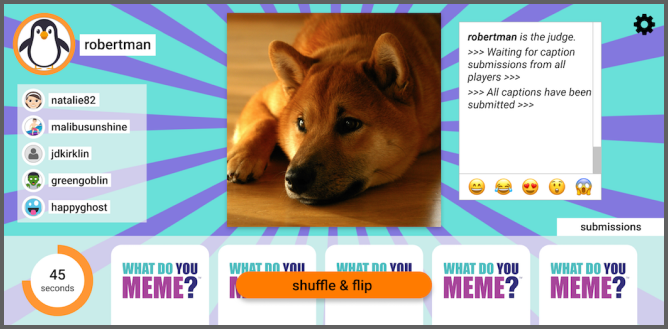 robertman
natalie82
malibusunshine
jdkirklin
greengoblin
happyghost
robertman is the judge.
>>> Waiting for caption
submissions from all
players >>>
>>> All captions have been
submitted >>>
submissions
45
seconds
WHAT DO YOU
MEME?
WHAT DO YOU
MEME?
WHAT DO YOU
WHAT DO YOU
MEME?
WHAT DO YOU
MEME?
shuffle & flip